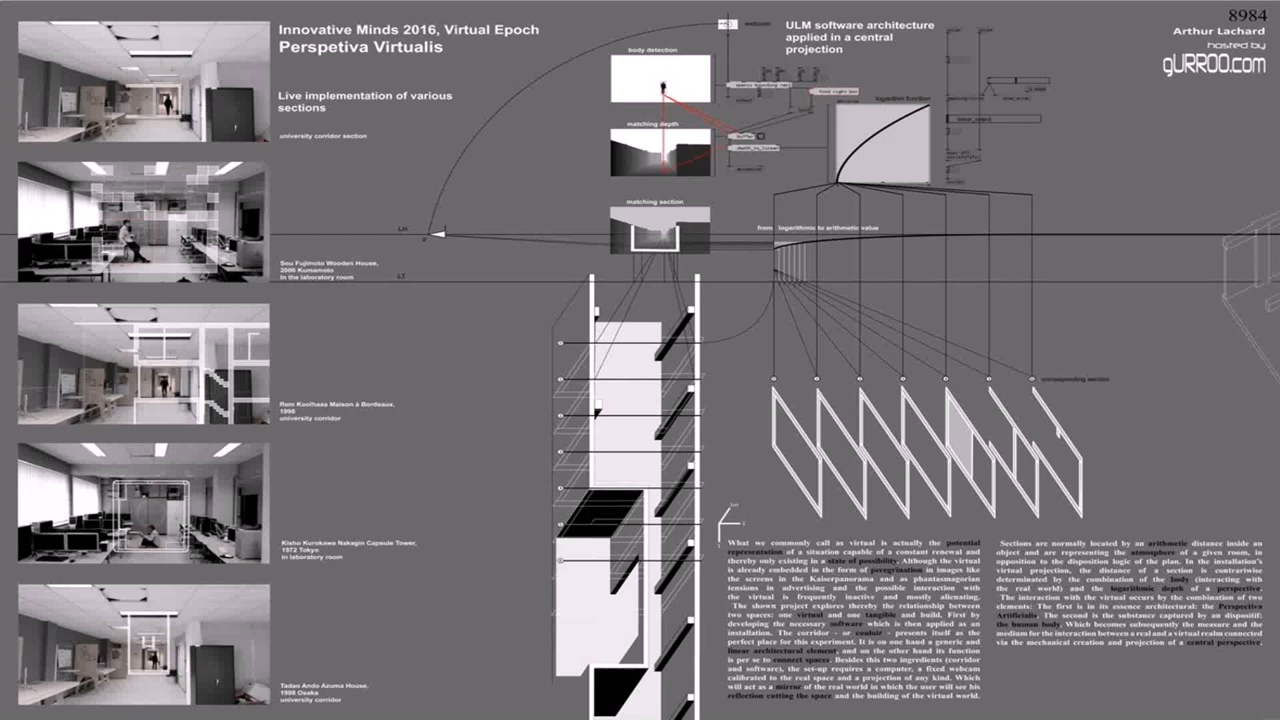 8984
Arthur Lachard
hosted by
gURROO.com
Innovative Minds 2016, Virtual Epoch
Perspetiva Virtualis
Live implementation of various
sections
university corridor section
Sou Fujimoto Wooden House,
2006 Kumamoto
In the laboratory room
Rem Koolhaas Maison à Bordeaux,
1998
university corridor
Kisho Kurokawa Nakagin Capsule Tower,
1972 Tokyo
in laboratory room
Tadao Ando Azuma House,
university corridor
ULM software architecture
applied in a central
projection
body detection
matching depth
matching section
logarithm function
from logarithmic to arithmetic value
LH
LT
buffer
depth_to_linear
corresponding section
What we commonly call as virtual is actually the potential
representation of a situation capable of a constant renewal and
thereby only existing in a state of possibility. Although the virtual
is already embedded in the form of peregrination in images like
the screens in the Kaiserpanorama and as phantasmagorian
tensions in advertising and the possible interaction with
the virtual is frequently inactive and mostly alienating.
The shown project explores thereby the relationship between
two spaces: one virtual and one tangible and build. First by
developing the necessary software which is then applied as an
installation. The corridor - or couloir - presents itself as the
perfect place for this experiment. It is on one hand a generic and
linear architectural element, and on the other hand its function
is per se to connect spaces. Besides this two ingredients (corridor
and software), the set-up requires a computer, a fixed webcam
calibrated to the real space and a projection of any kind. Which
will act as a mirror of the real world in which the user will see his
reflection cutting the space and the building of the virtual world.
Sections are normally located by an arithmetic distance inside an
object and are representing the atmosphere of a given room, in
opposition to the disposition logic of the plan. In the installation's
virtual projection, the distance of a section is contrariwise
determined by the combination of the body (interacting with
the real world) and the logarithmic depth of a perspective.
The interaction with the virtual occurs by the combination of two
elements: The first is in its essence architectural: the Perspectiva
Artificialis. The second is the substance captured by an dispositif:
the human body. Which becomes subsequently the measure and the
medium for the interaction between a real and a virtual realm connected
via the mechanical creation and projection of a central perspective.